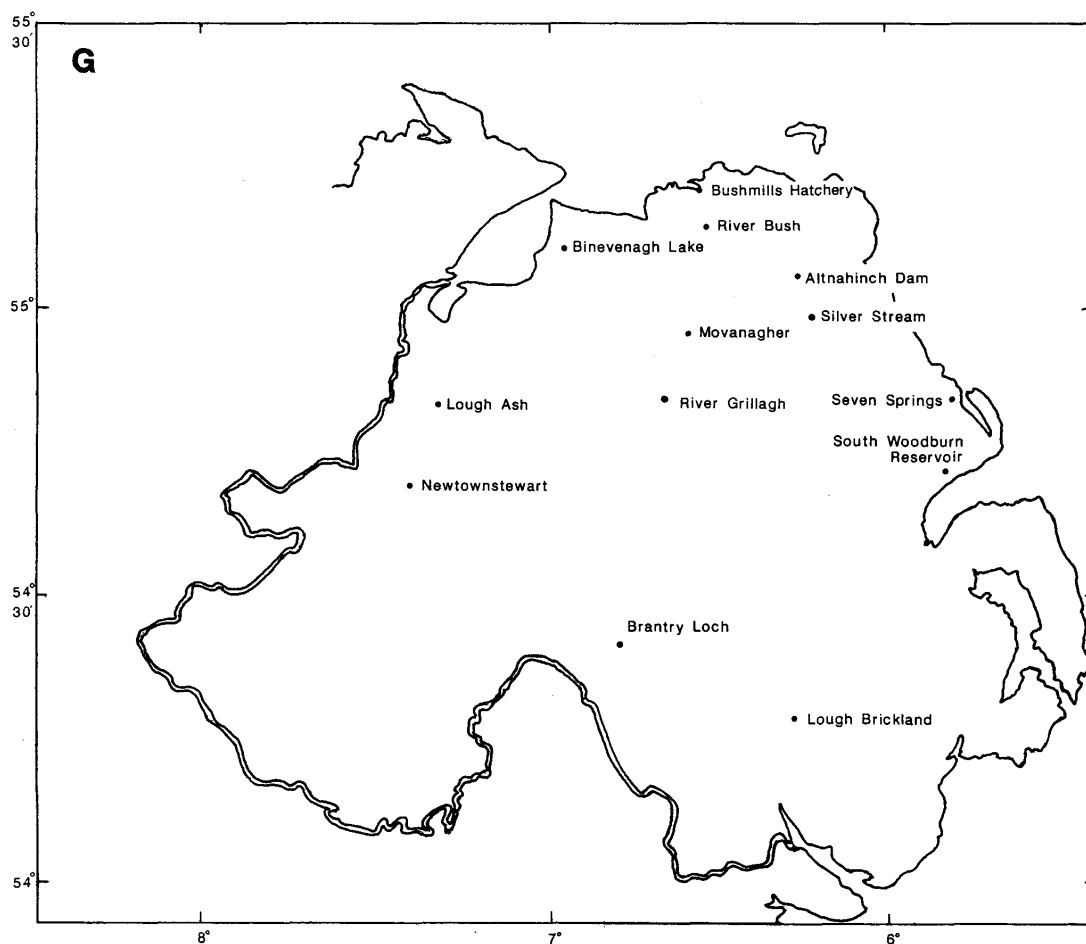 55°
30′
G
Bushmills Hatchery
River Bush
Binevenagh Lake
Altnahinch Dam
55°
Silver Stream
Movanagher
Lough Ash
River Grillagh
Seven Springs
South Woodburn
Reservoir
Newtownstewart
54°
30′
Brantry Loch
Lough Brickland
54°
8°
7°
6°